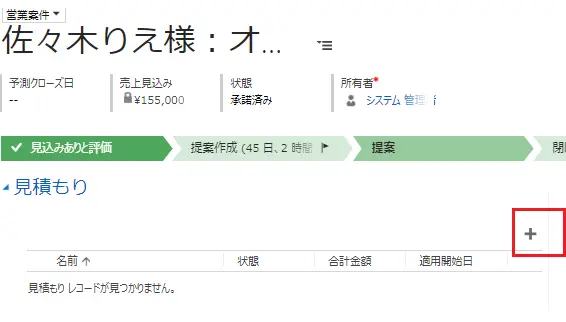 営業案件
佐々木りえ様：オ...
予測クローズ日 売上見込み 状態 所有者*
-- ¥155,000 承諾済み システム 管理者
見込みありと評価 提案作成 (45 日、2 時間 提案 閉
見積もり
名前 状態 合計金額 適用開始日
見積もり レコードが見つかりません。